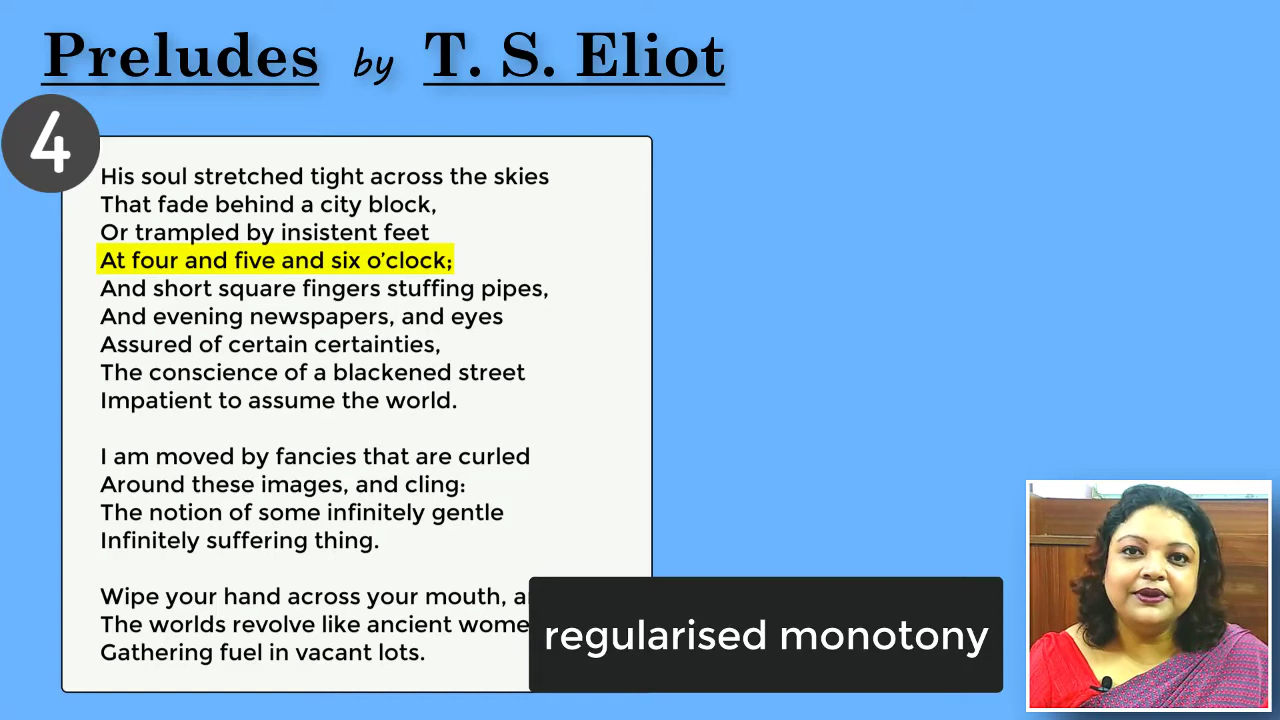 Preludes by T. S. Eliot
4
His soul stretched tight across the skies
That fade behind a city block,
Or trampled by insistent feet
At four and five and six o’clock;
And short square fingers stuffing pipes,
And evening newspapers, and eyes
Assured of certain certainties,
The conscience of a blackened street
Impatient to assume the world.
I am moved by fancies that are curled
Around these images, and cling:
The notion of some infinitely gentle
Infinitely suffering thing.
Wipe your hand across your mouth,
The worlds revolve like ancient
Gathering fuel in vacant lots.
regularised monotony